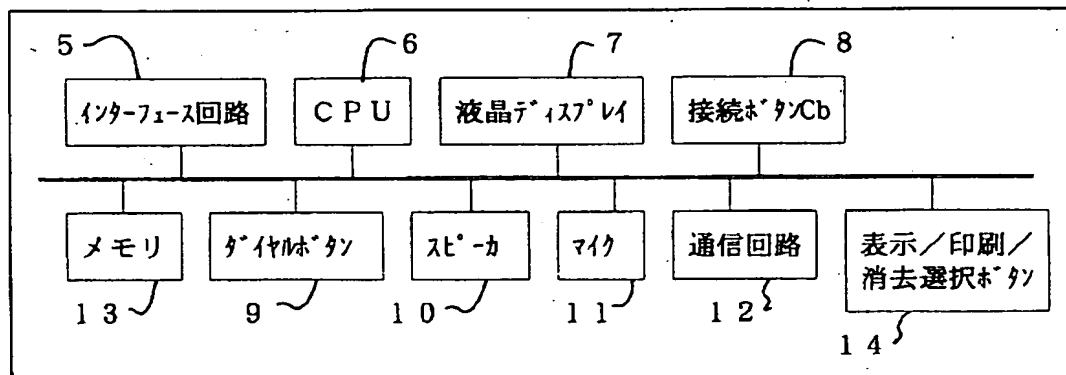 5
6
7
8
インターフェース回路
CPU
液晶ディスプレイ
接続ボタンCb
メモリ
ダイヤルボタン
スピーカ
マイク
通信回路
表示/印刷/
消去選択ボタン
13
9
10
11
12
14